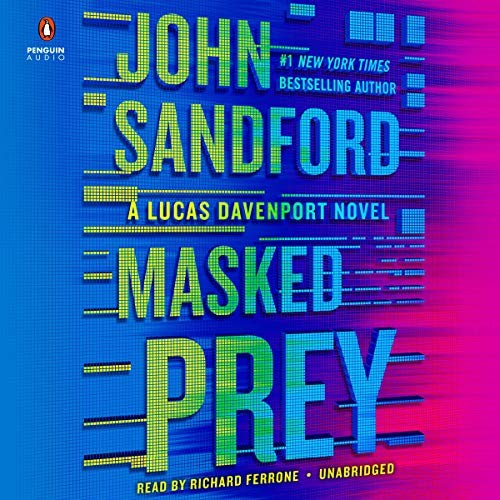 PENGUIN
AUDIO
JOHN
#1 NEW YORK TIMES
BESTSELLING AUTHOR
SANDFORD
A LUCAS DAVENPORT NOVEL
MASKED
PREY
READ BY RICHARD FERRONE • UNABRIDGED